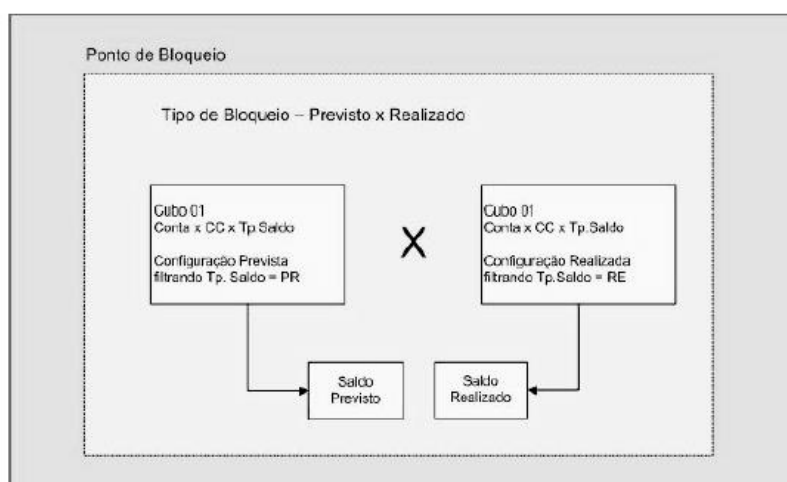 Ponto de Bloqueio
Tipo de Bloqueio – Previsto x Realizado
Cubo 01
Conta x CC x Tp.Saldo
Configuração Prevista
filtrando Tp. Saldo = PR
X
Cubo 01
Conta x CC x Tp.Saldo
Configuração Realizada
filtrando Tp.Saldo = RE
Saldo
Previsto
Saldo
Realizado